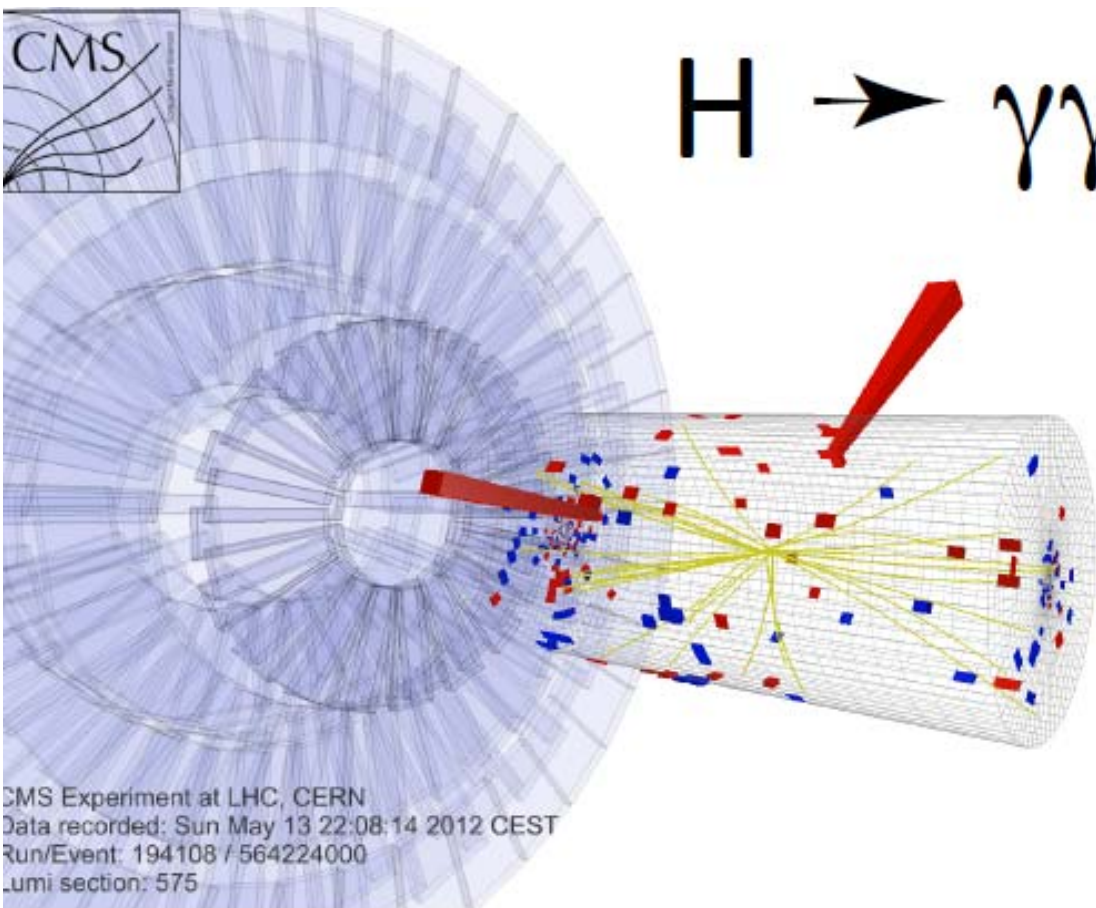 CMS
H → γγ
CMS Experiment at LHC, CERN
Data recorded: Sun May 13 22:08:14 2012 CEST
Run/Event: 194108 / 564224000
Lumi section: 575